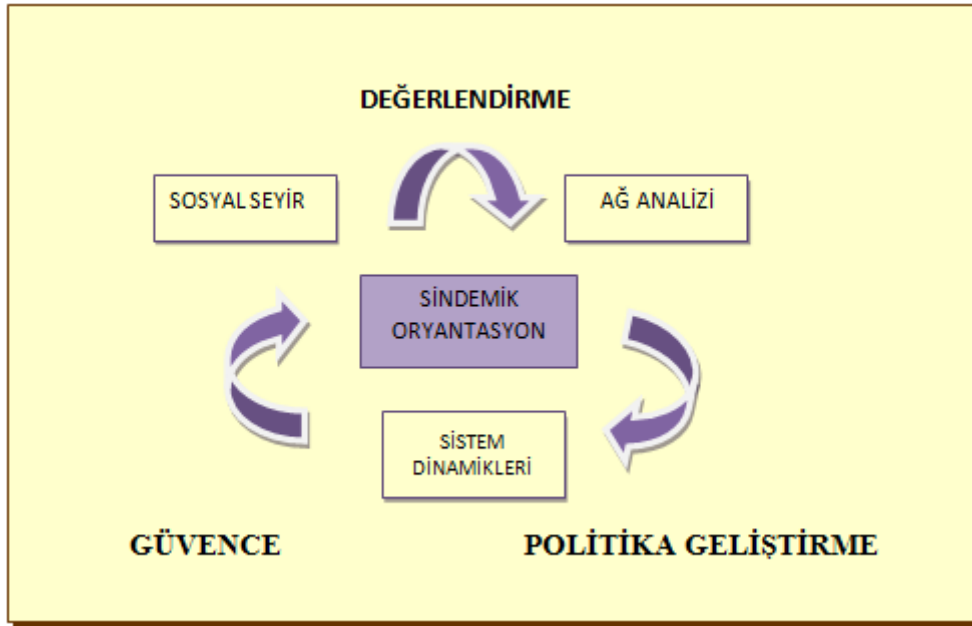 DEĞERLENDİRME
SOSYAL SEYİR
AĞ ANALİZİ
SİNDEMİK
ORYANTASYON
SİSTEM
DİNAMİKLERİ
GÜVENCE
POLİTİKA GELİŞTİRME